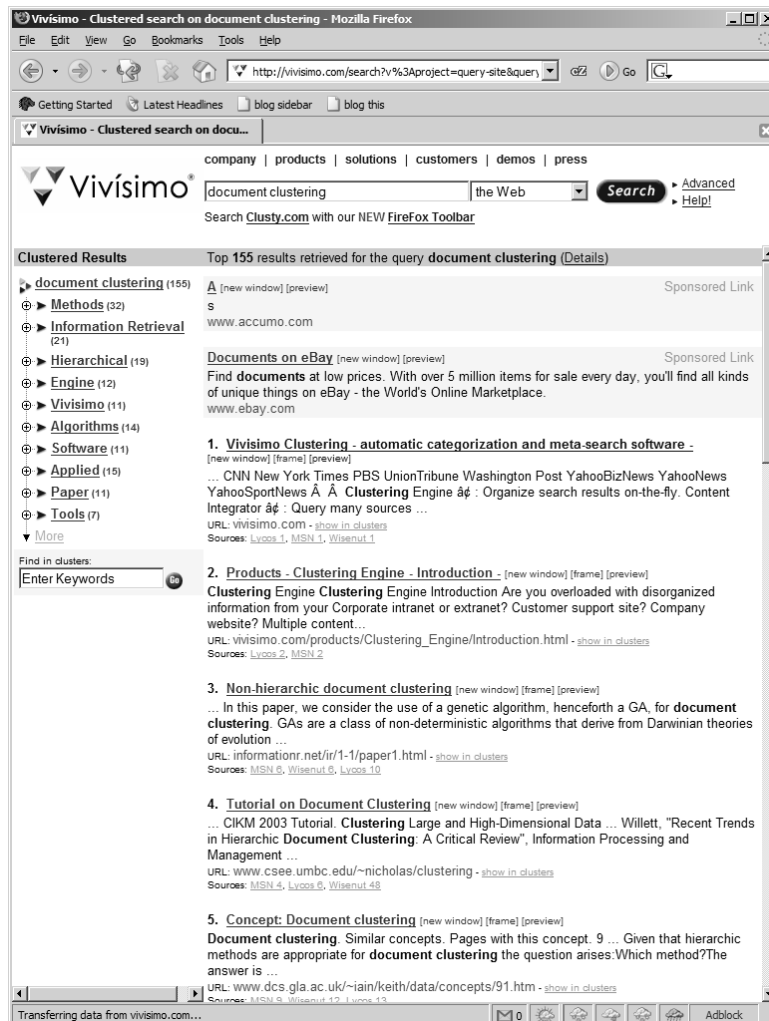 Vivísimo - Clustered search on document clustering - Mozilla Firefox
File Edit View Go Bookmarks Tools Help
http://vivisimo.com/search?v%3Aproject=query-site&query Go G
Getting Started Latest Headlines blog sidebar blog this
Vivísimo - Clustered search on docu...
company | products | solutions | customers | demos | press
Vivísimo®
document clustering the Web Search Advanced
Help!
Search Clusty.com with our NEW FireFox Toolbar
Clustered Results
document clustering (155)
Methods (32)
Information Retrieval
(21)
Hierarchical (19)
Engine (12)
Vivisimo (11)
Algorithms (14)
Software (11)
Applied (15)
Paper (11)
Tools (7)
More
Find in clusters:
Enter Keywords Go
Top 155 results retrieved for the query document clustering (Details)
A [new window] [preview] Sponsored Link
s
www.accumo.com
Documents on eBay [new window] [preview] Sponsored Link
Find documents at low prices. With over 5 million items for sale every day, you'll find all kinds
of unique things on eBay - the World's Online Marketplace.
www.ebay.com
1. Vivisimo Clustering - automatic categorization and meta-search software -
[new window] [frame] [preview]
... CNN New York Times PBS UnionTribune Washington Post YahooBizNews YahooNews
YahooSportNews Â Â Clustering Engine â¢ : Organize search results on-the-fly. Content
Integrator â¢ : Query many sources ...
URL: vivisimo.com - show in clusters
Sources: Lycos 1, MSN 1, Wisenut 1
2. Products - Clustering Engine - Introduction - [new window] [frame] [preview]
Clustering Engine Clustering Engine Introduction Are you overloaded with disorganized
information from your Corporate intranet or extranet? Customer support site? Company
website? Multiple content...
URL: vivisimo.com/products/Clustering_Engine/Introduction.html - show in clusters
Sources: Lycos 2, MSN 2
3. Non-hierarchic document clustering [new window] [frame] [preview]
... In this paper, we consider the use of a genetic algorithm, henceforth a GA, for document
clustering. GAs are a class of non-deterministic algorithms that derive from Darwinian theories
of evolution ...
URL: informationr.net/ir/1-1/paper1.html - show in clusters
Sources: MSN 6, Wisenut 6, Lycos 10
4. Tutorial on Document Clustering [new window] [frame] [preview]
... CIKM 2003 Tutorial. Clustering Large and High-Dimensional Data ... Willett, "Recent Trends
in Hierarchic Document Clustering: A Critical Review", Information Processing and
Management ...
URL: www.csee.umbc.edu/~nicholas/clustering - show in clusters
Sources: MSN 4, Lycos 6, Wisenut 48
5. Concept: Document clustering [new window] [frame] [preview]
Document clustering. Similar concepts. Pages with this concept. 9 ... Given that hierarchic
methods are appropriate for document clustering the question arises:Which method?The
answer is ...
URL: www.dcs.gla.ac.uk/~iain/keith/data/concepts/91.htm - show in clusters
Sources: MSN 9, Wisenut 12, Lycos 13
Transferring data from vivisimo.com... 0 Adblock